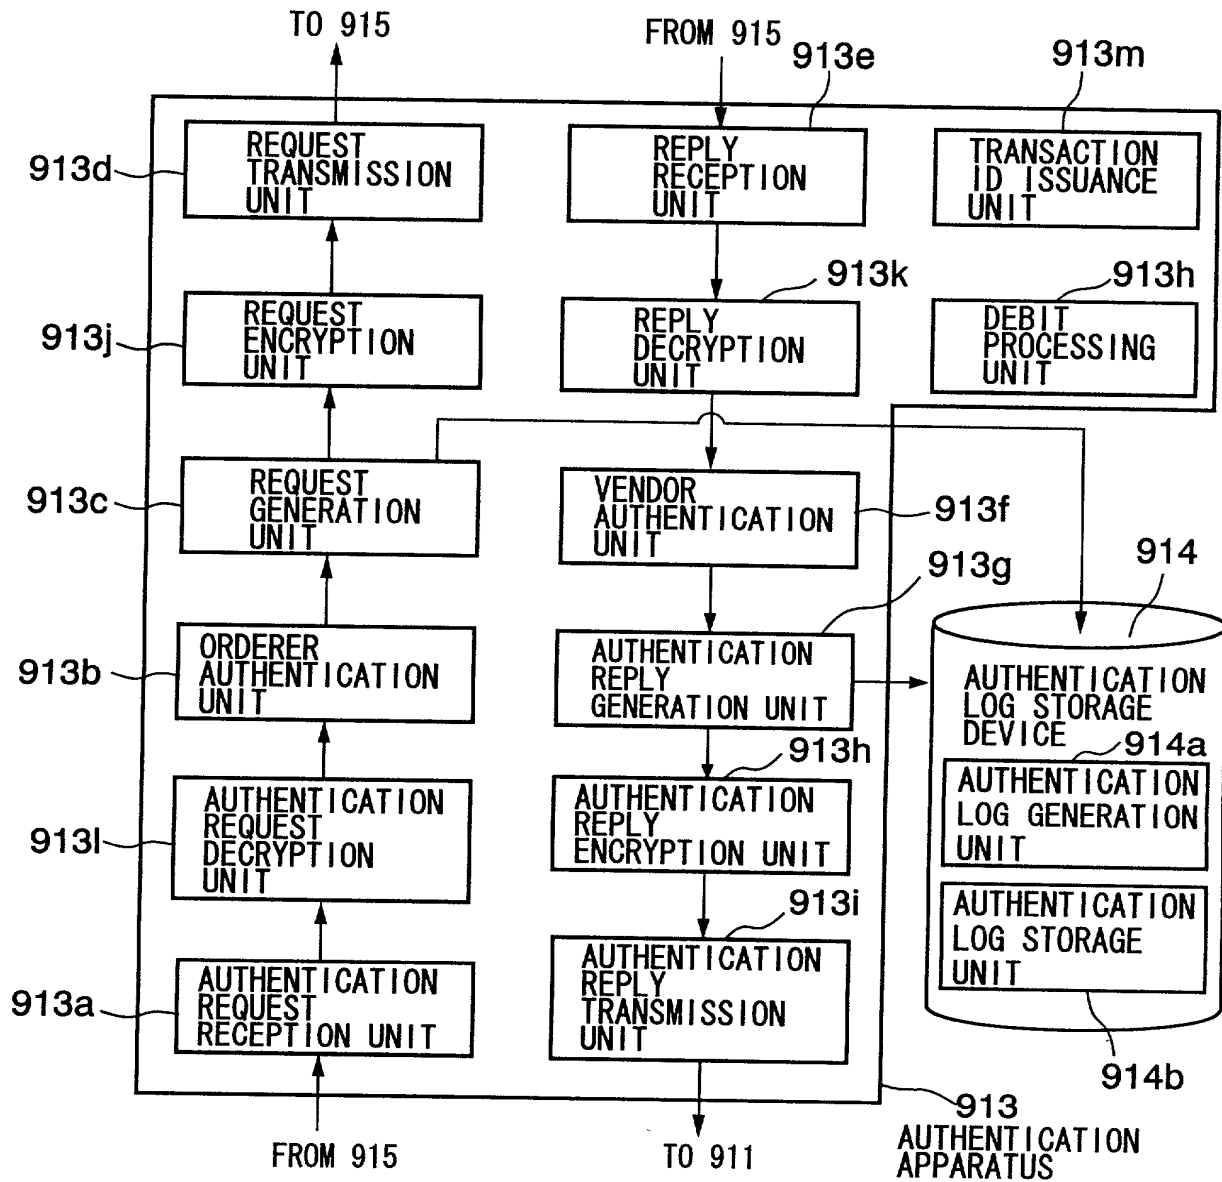 TO 915
FROM 915
913e
913m
913d
REQUEST
TRANSMISSION
UNIT
REPLY
RECEPTION
UNIT
TRANSACTION
ID ISSUANCE
UNIT
913j
REQUEST
ENCRYPTION
UNIT
913k
REPLY
DECRYPTION
UNIT
913h
DEBIT
PROCESSING
UNIT
913c
REQUEST
GENERATION
UNIT
VENDOR
AUTHENTICATION
UNIT
913f
913g
914
913b
ORDERER
AUTHENTICATION
UNIT
AUTHENTICATION
REPLY
GENERATION UNIT
AUTHENTICATION
LOG STORAGE
DEVICE
913h
914a
913l
AUTHENTICATION
REQUEST
DECRYPTION
UNIT
AUTHENTICATION
REPLY
ENCRYPTION UNIT
AUTHENTICATION
LOG GENERATION
UNIT
913i
AUTHENTICATION
LOG STORAGE
UNIT
913a
AUTHENTICATION
REQUEST
RECEPTION UNIT
AUTHENTICATION
REPLY
TRANSMISSION
UNIT
914b
FROM 915
TO 911
913
AUTHENTICATION
APPARATUS